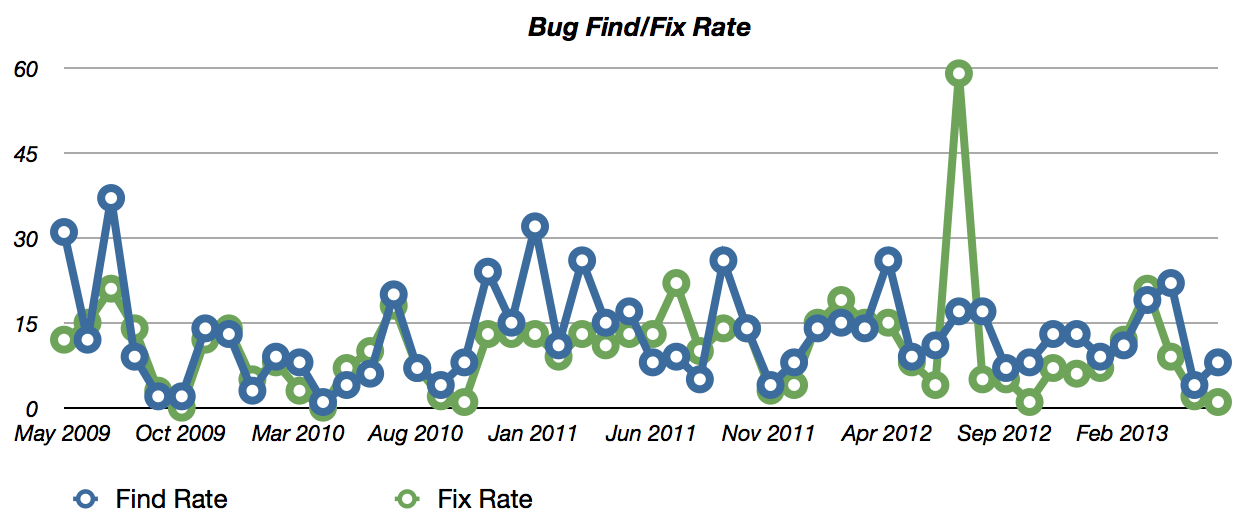 Bug Find/Fix Rate
60
45
30
15
0
May 2009 Oct 2009 Mar 2010 Aug 2010 Jan 2011 Jun 2011 Nov 2011 Apr 2012 Sep 2012 Feb 2013
Find Rate Fix Rate